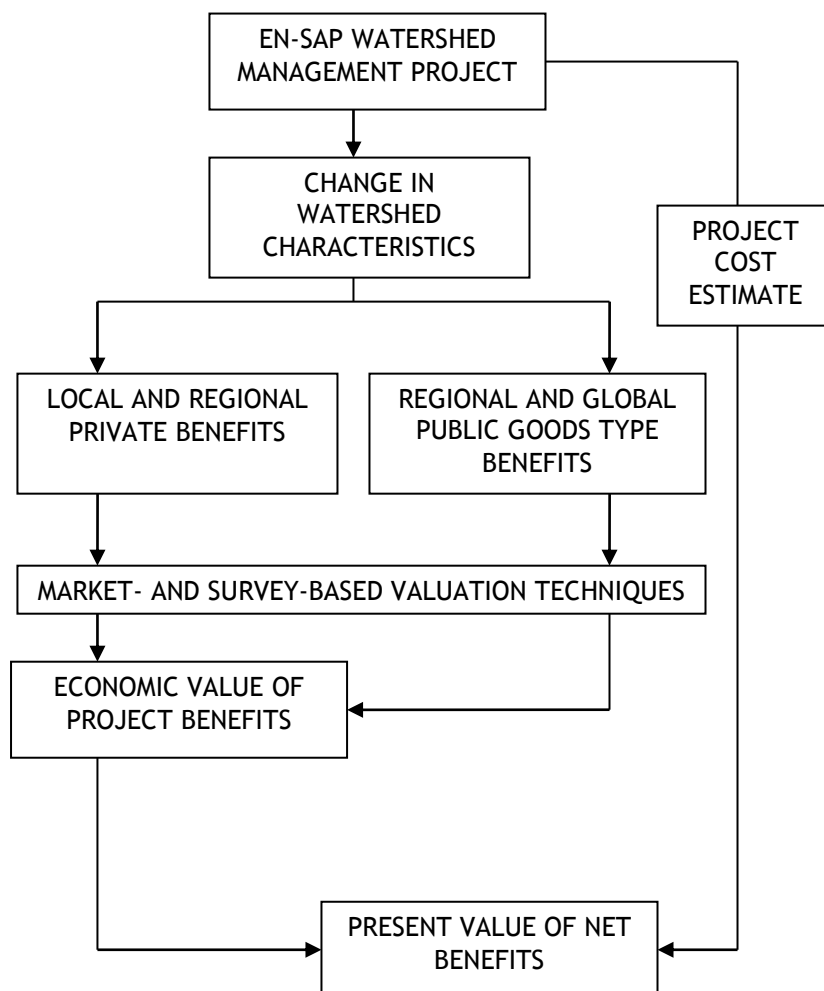 EN-SAP WATERSHED
MANAGEMENT PROJECT
CHANGE IN
WATERSHED
CHARACTERISTICS
PROJECT
COST
ESTIMATE
LOCAL AND REGIONAL
PRIVATE BENEFITS
REGIONAL AND GLOBAL
PUBLIC GOODS TYPE
BENEFITS
MARKET- AND SURVEY-BASED VALUATION TECHNIQUES
ECONOMIC VALUE OF
PROJECT BENEFITS
PRESENT VALUE OF NET
BENEFITS